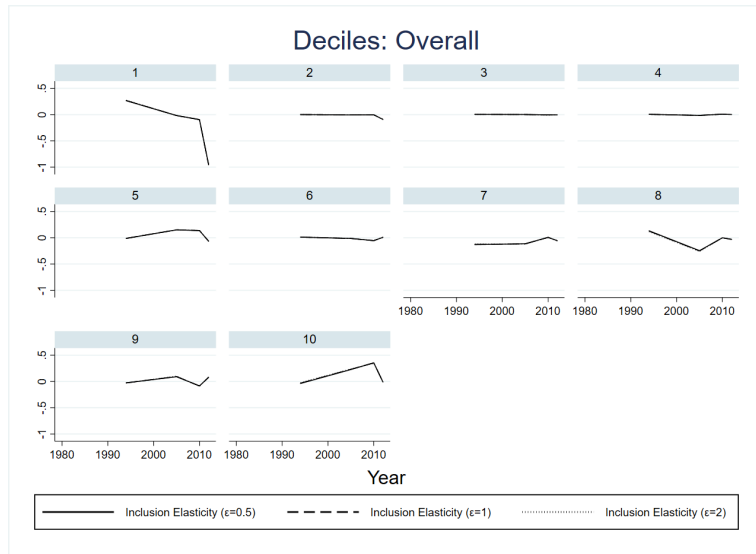 Deciles: Overall
1 2 3 4
.5
0
-.5
-1
5 6 7 8
.5
0
-.5
-1
1980 1990 2000 2010 1980 1990 2000 2010
9 10
.5
0
-.5
-1
1980 1990 2000 2010 1980 1990 2000 2010
Year
Inclusion Elasticity (ε=0.5) Inclusion Elasticity (ε=1) Inclusion Elasticity (ε=2)